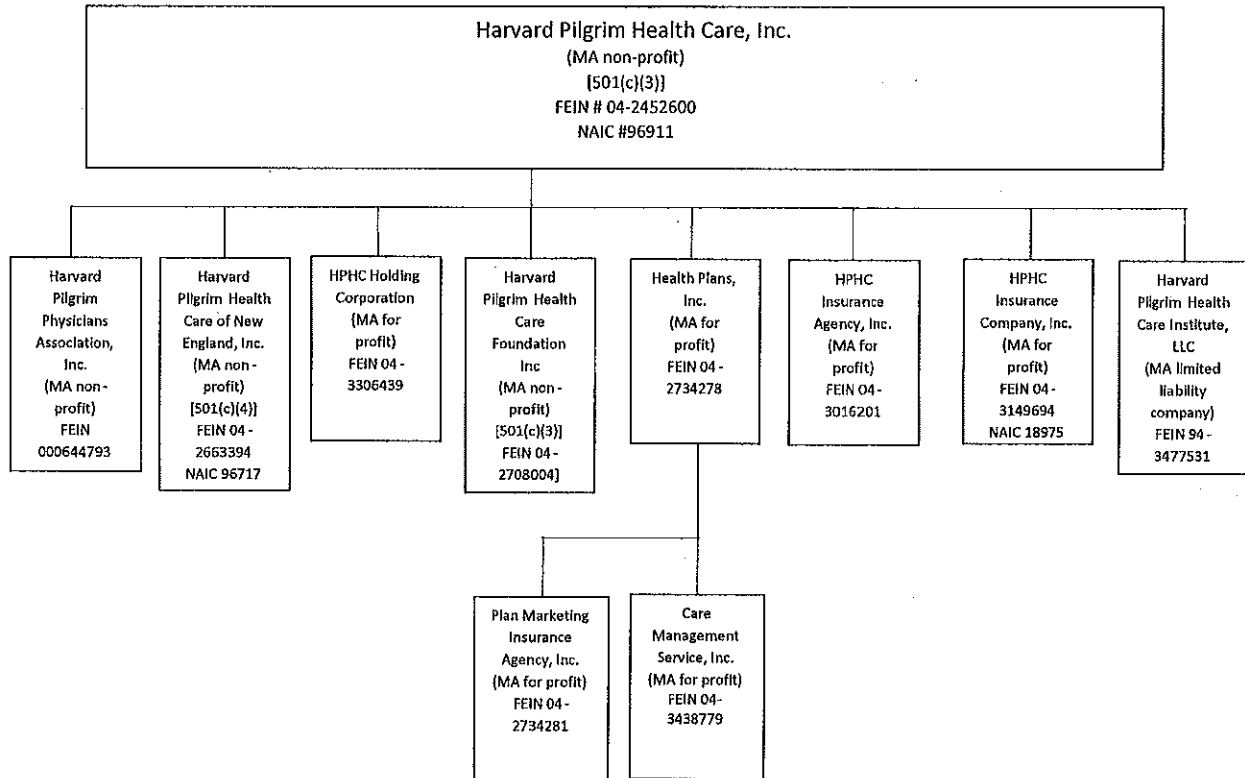 Harvard Pilgrim Health Care, Inc.
(MA non-profit)
[501(c)(3)]
FEIN # 04-2452600
NAIC #96911
Harvard
Pilgrim
Physicians
Association,
Inc.
(MA non-
profit)
FEIN
000644793
Harvard
Pilgrim Health
Care of New
England, Inc.
(MA non-
profit)
[501(c)(4)]
FEIN 04-
2663394
NAIC 96717
HPHC Holding
Corporation
(MA for
profit)
FEIN 04-
3306439
Harvard
Pilgrim Health
Care
Foundation
Inc
(MA non-
profit)
[501(c)(3)]
FEIN 04-
2708004]
Health Plans,
Inc.
(MA for
profit)
FEIN 04-
2734278
HPHC
Insurance
Agency, Inc.
(MA for
profit)
FEIN 04-
3016201
HPHC
Insurance
Company, Inc.
(MA for
profit)
FEIN 04-
3149694
NAIC 18975
Harvard
Pilgrim Health
Care Institute,
LLC
(MA limited
liability
company)
FEIN 94-
3477531
Plan Marketing
Insurance
Agency, Inc.
(MA for profit)
FEIN 04-
2734281
Care
Management
Service, Inc.
(MA for profit)
FEIN 04-
3438779